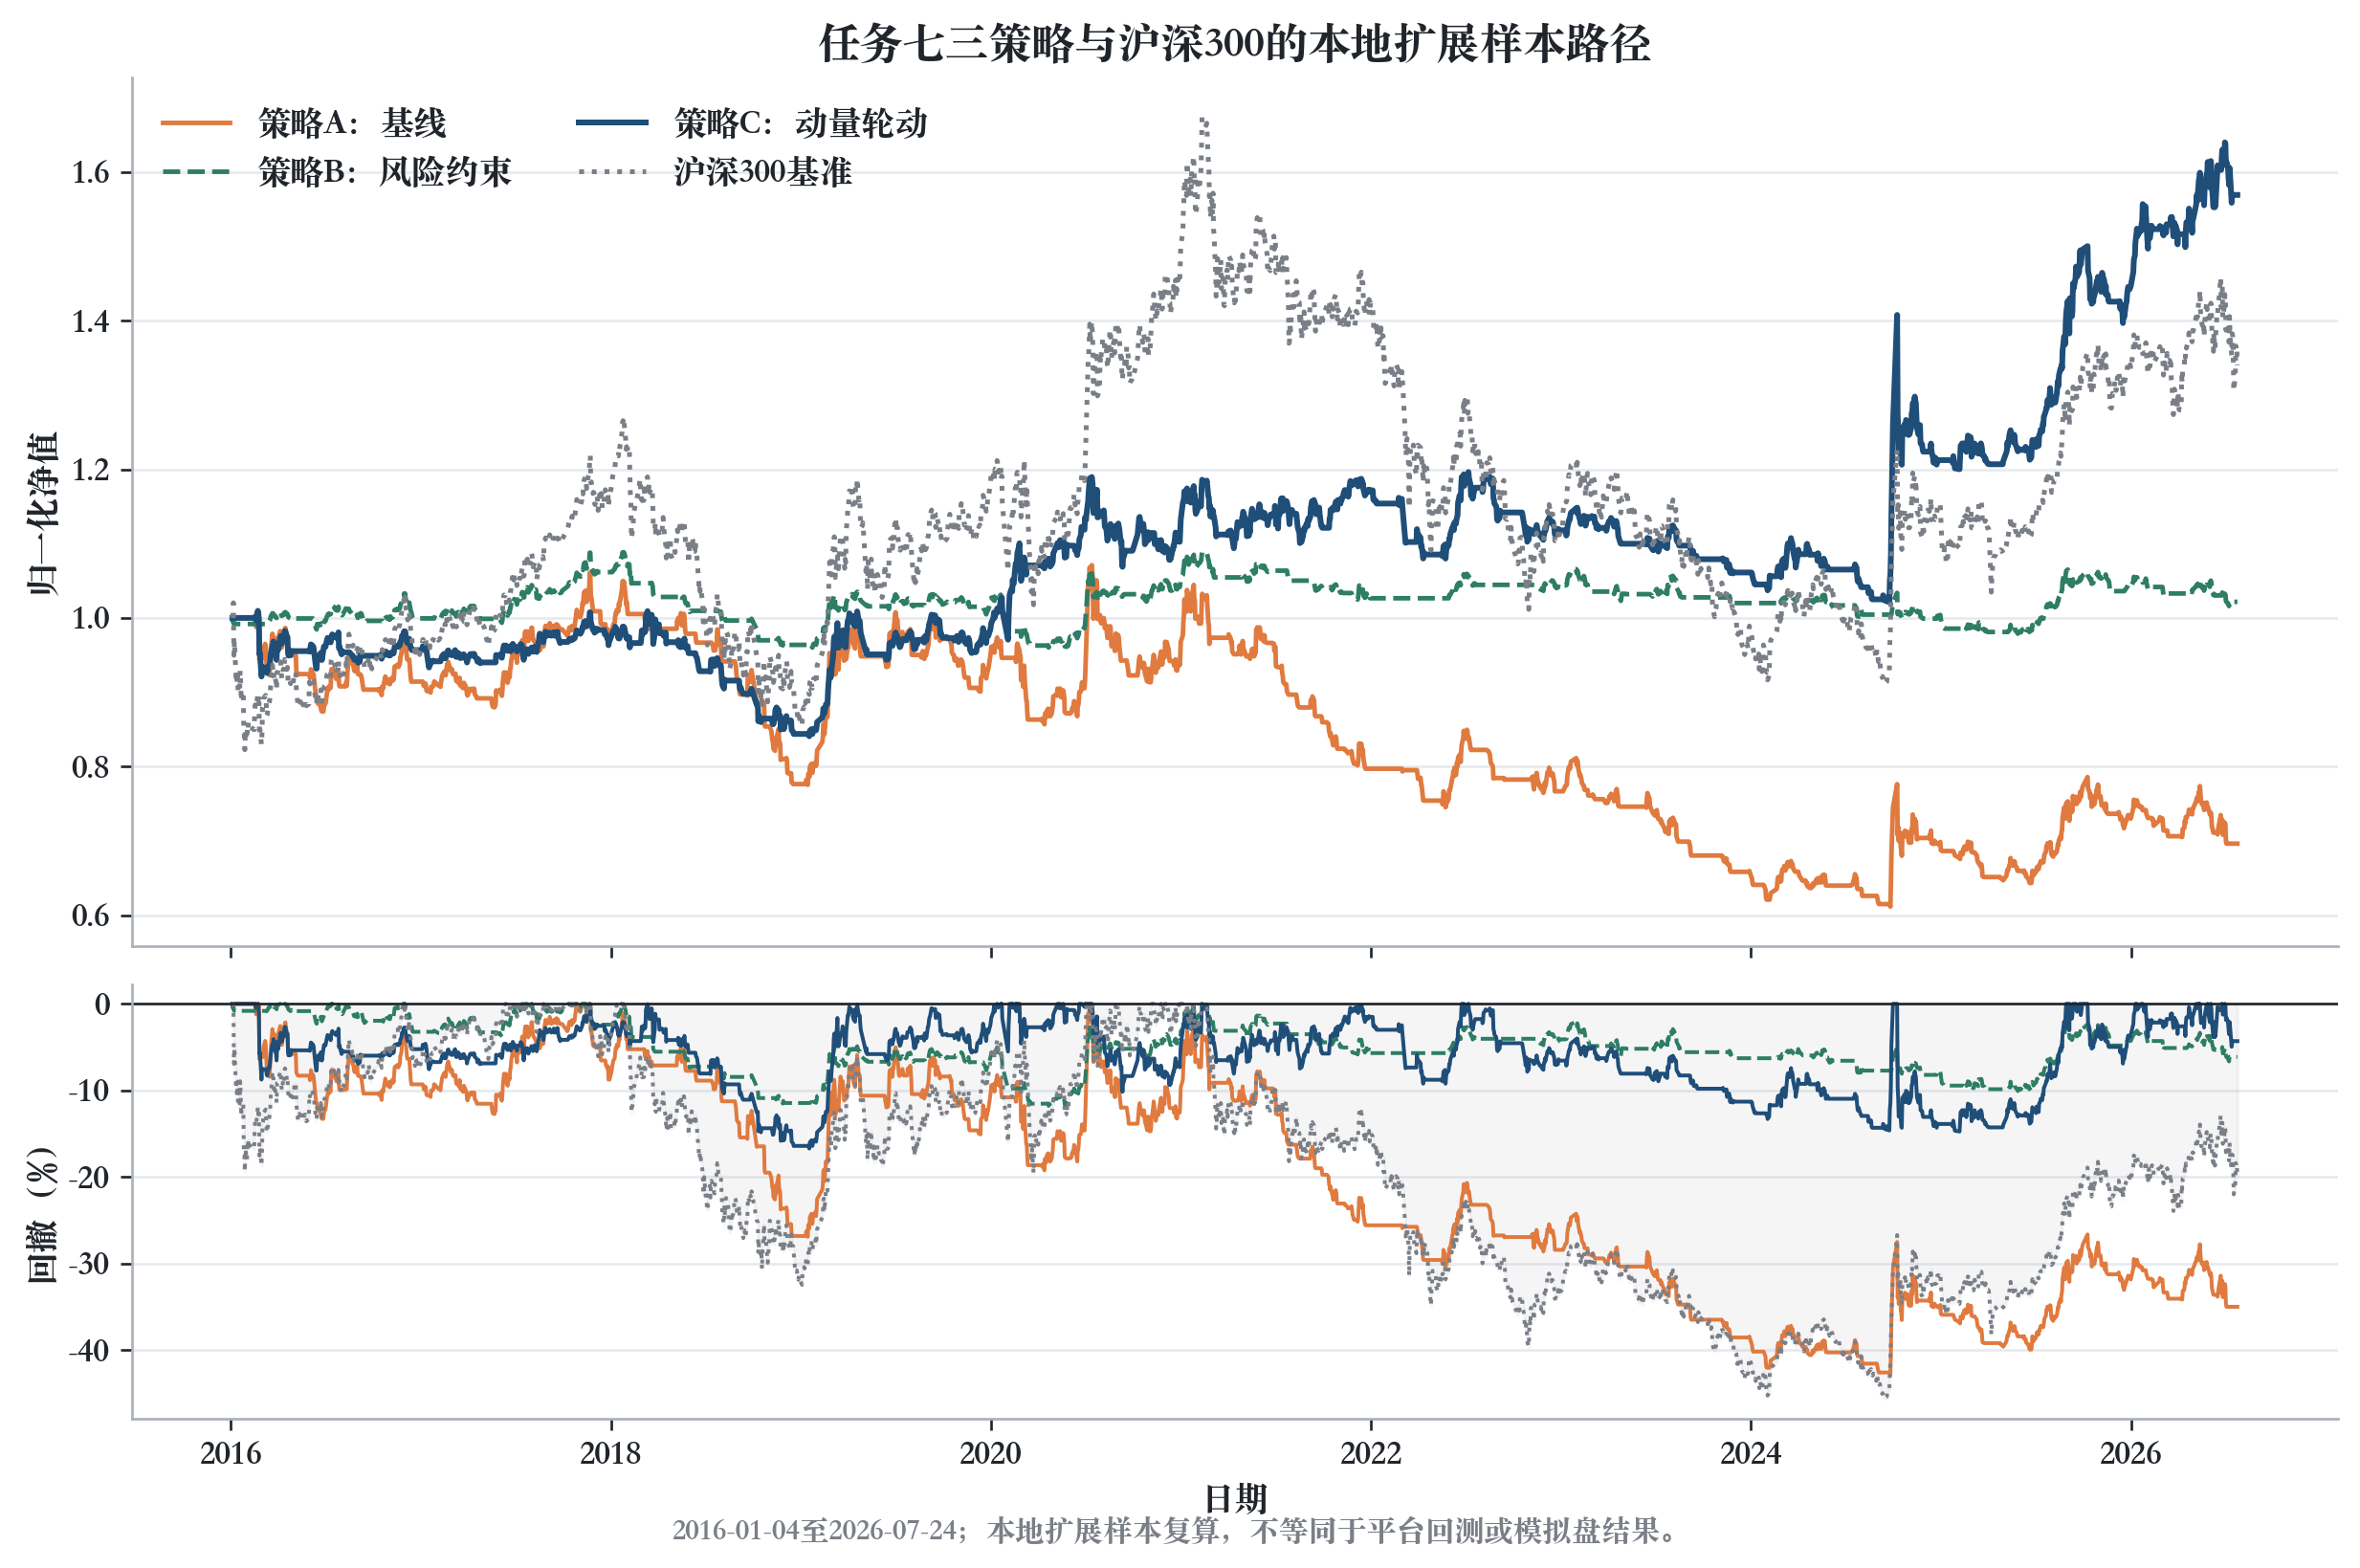 任务七三策略与沪深300的本地扩展样本路径
策略A：基线
策略B：风险约束
策略C：动量轮动
沪深300基准
归一化净值
1.6
1.4
1.2
1.0
0.8
0.6
回撤（%）
0
-10
-20
-30
-40
2016
2018
2020
2022
2024
2026
日期
2016-01-04至2026-07-24；本地扩展样本复算，不等同于平台回测或模拟盘结果。